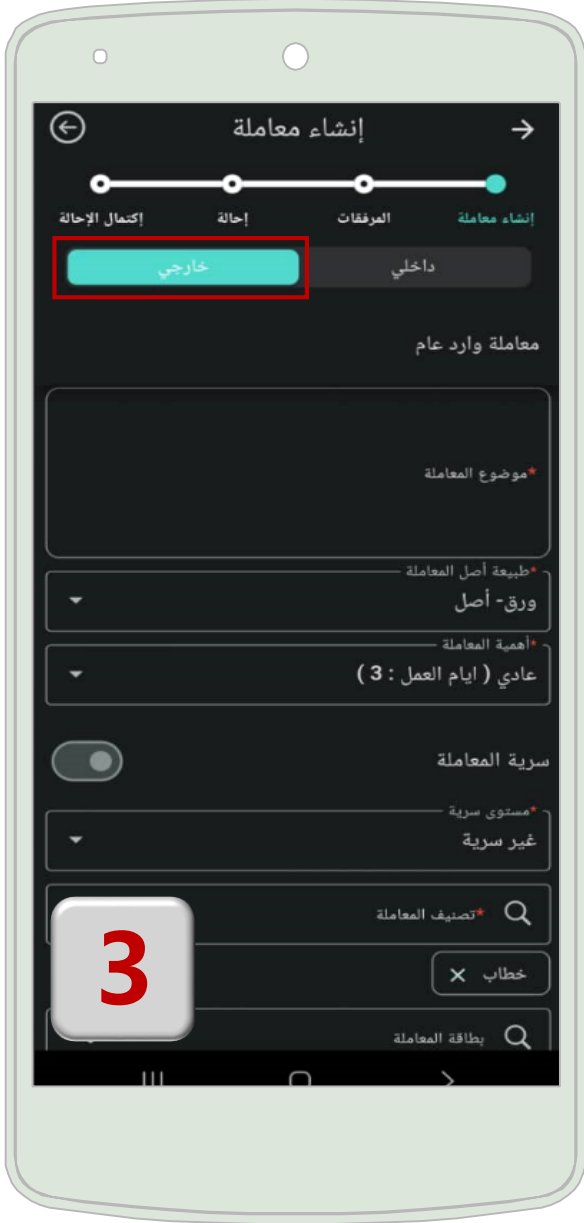 إنشاء معاملة
إنشاء معاملة المرفقات إحالة إكتمال الإحالة
داخلي خارجي
معاملة وارد عام
*موضوع المعاملة
*طبيعة أصل المعاملة
ورق- أصل
*أهمية المعاملة
عادي ( ايام العمل : 3 )
سرية المعاملة
*مستوى سرية
غير سرية
*تصنيف المعاملة
خطاب ×
3
بطاقة المعاملة